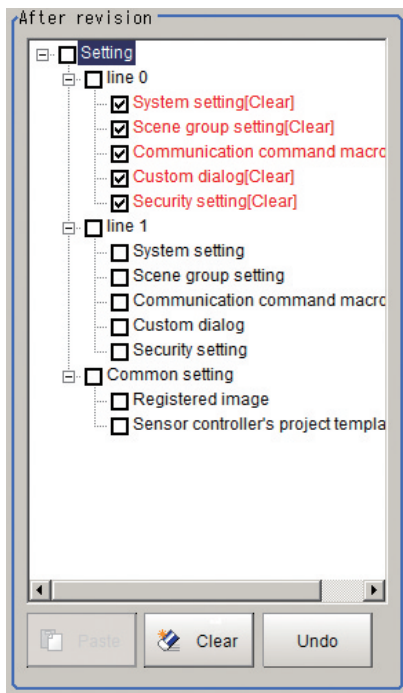 After revision
Setting
line 0
System setting[Clear]
Scene group setting[Clear]
Communication command macro
Custom dialog[Clear]
Security setting[Clear]
line 1
System setting
Scene group setting
Communication command macro
Custom dialog
Security setting
Common setting
Registered image
Sensor controller's project templa
Paste Clear Undo